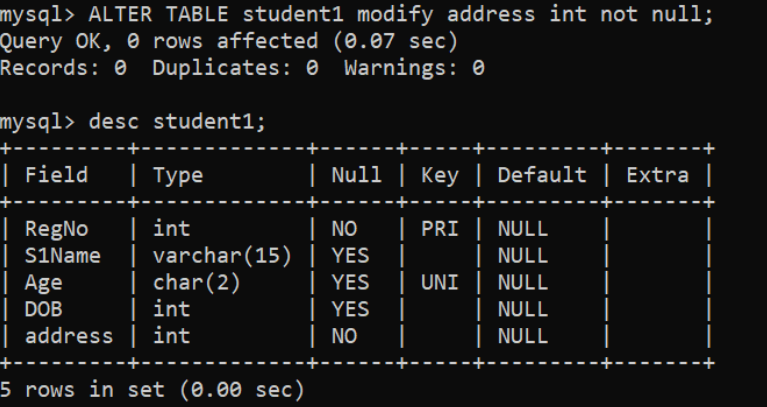 mysql> ALTER TABLE student1 modify address int not null;
Query OK, 0 rows affected (0.07 sec)
Records: 0  Duplicates: 0  Warnings: 0

mysql> desc student1;
+---------+-------------+------+-----+---------+-------+
| Field   | Type        | Null | Key | Default | Extra |
+---------+-------------+------+-----+---------+-------+
| RegNo   | int         | NO   | PRI | NULL    |       |
| S1Name  | varchar(15) | YES  |     | NULL    |       |
| Age     | char(2)     | YES  | UNI | NULL    |       |
| DOB     | int         | YES  |     | NULL    |       |
| address | int         | NO   |     | NULL    |       |
+---------+-------------+------+-----+---------+-------+
5 rows in set (0.00 sec)